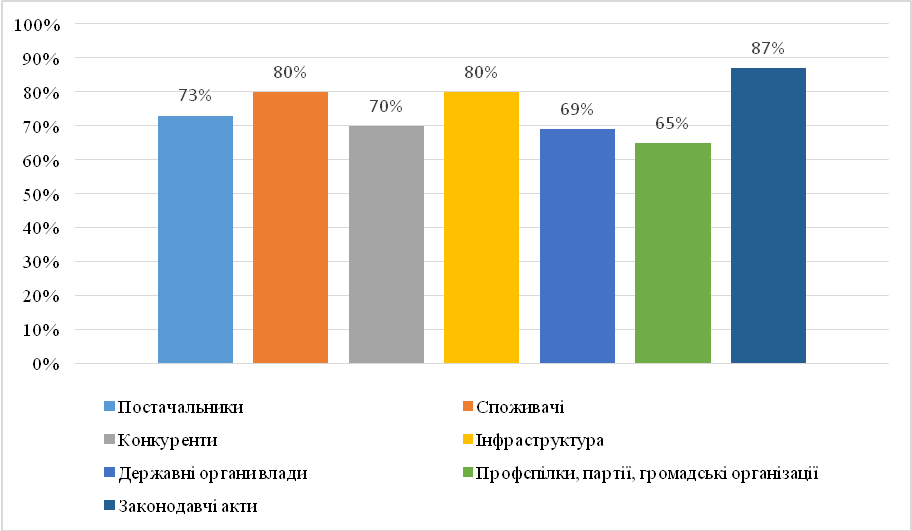 100%
90%
80%
70%
60%
50%
40%
30%
20%
10%
0%
73%
80%
70%
80%
69%
65%
87%
Постачальники
Споживачі
Конкуренти
Інфраструктура
Державні органи влади
Профспілки, партії, громадські організації
Законодавчі акти